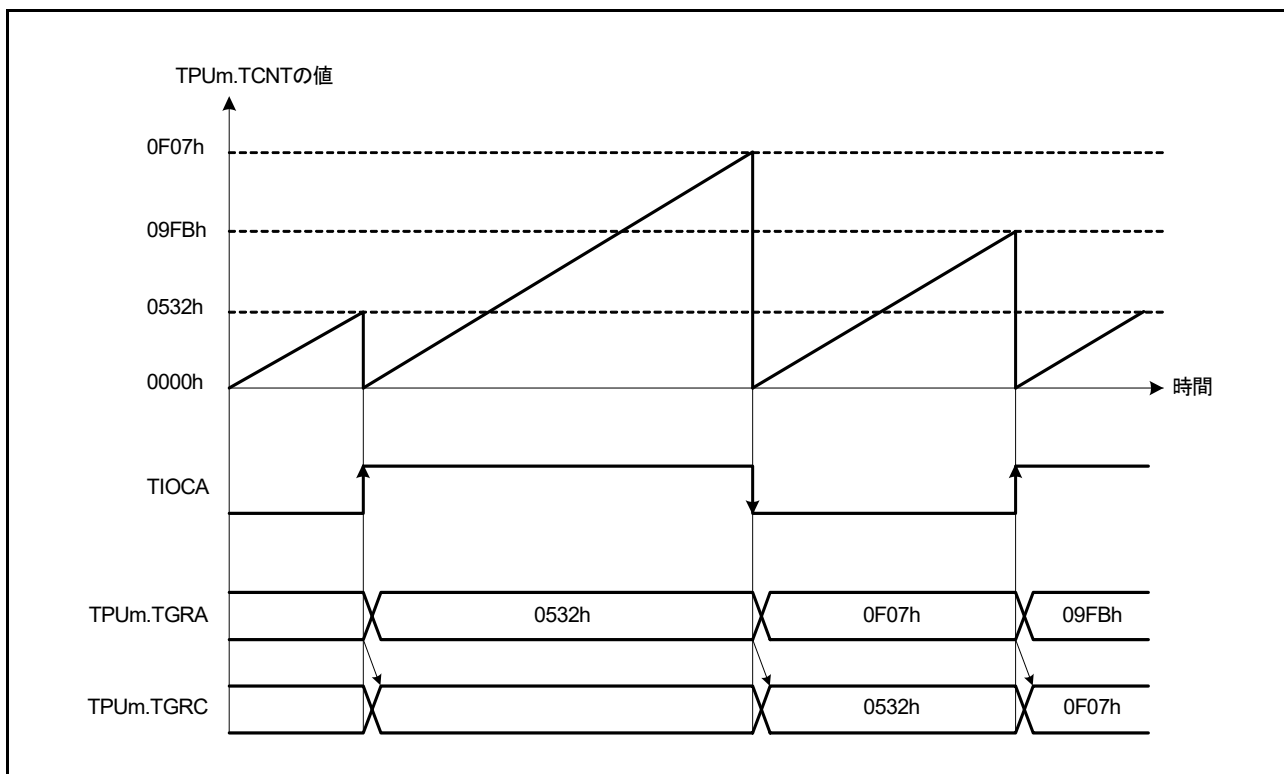 TPUm.TCNTの値
0F07h
09FBh
0532h
0000h
時間
TIOCA
TPUm.TGRA
0532h
0F07h
09FBh
TPUm.TGRC
0532h
0F07h